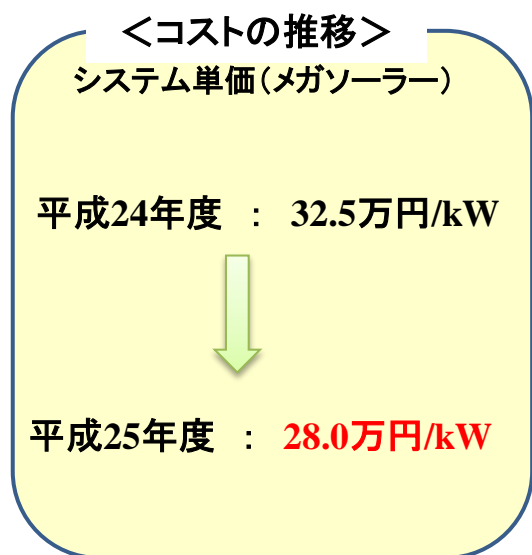 ＜コストの推移＞
システム単価（メガソーラー）
平成24年度 ： 32.5万円/kW
平成25年度 ： 28.0万円/kW